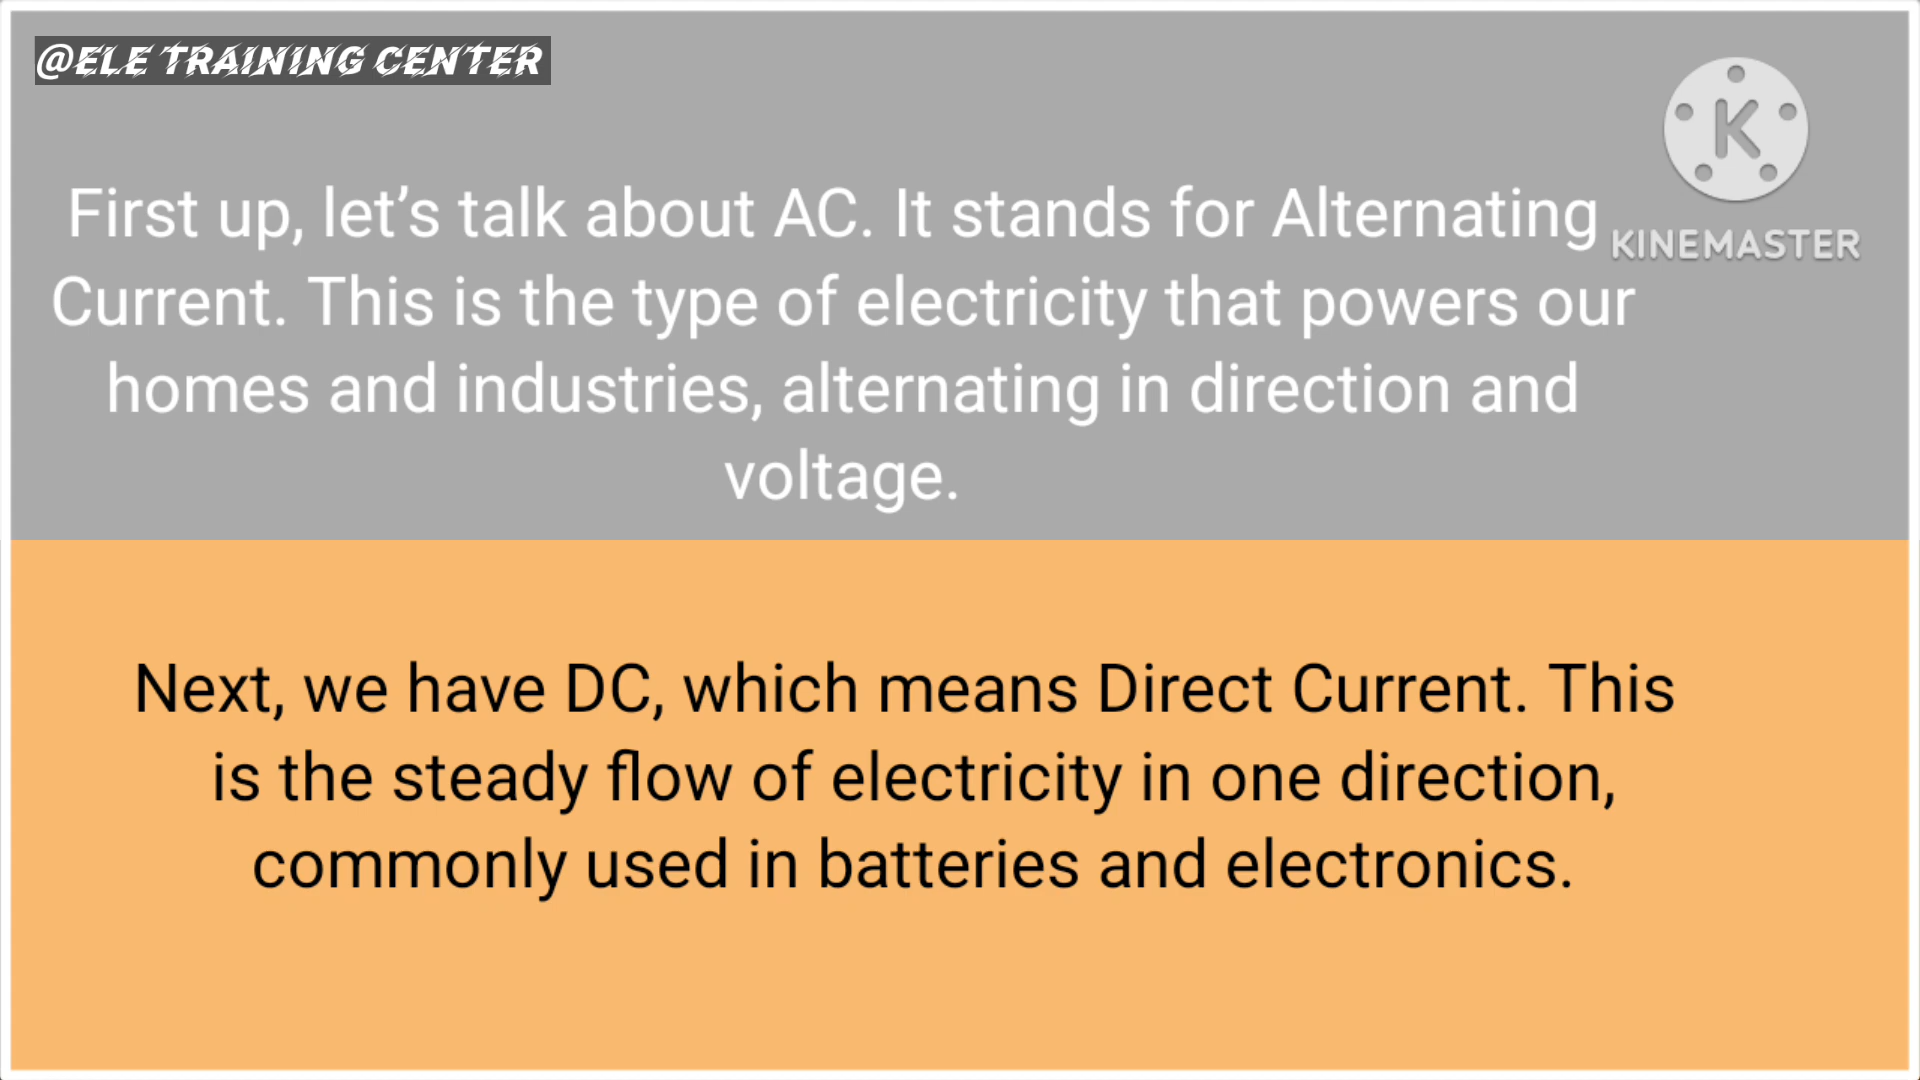 @ELE TRAINING CENTER
K
KINEMASTER
First up, let’s talk about AC. It stands for Alternating
Current. This is the type of electricity that powers our
homes and industries, alternating in direction and
voltage.
Next, we have DC, which means Direct Current. This
is the steady flow of electricity in one direction,
commonly used in batteries and electronics.